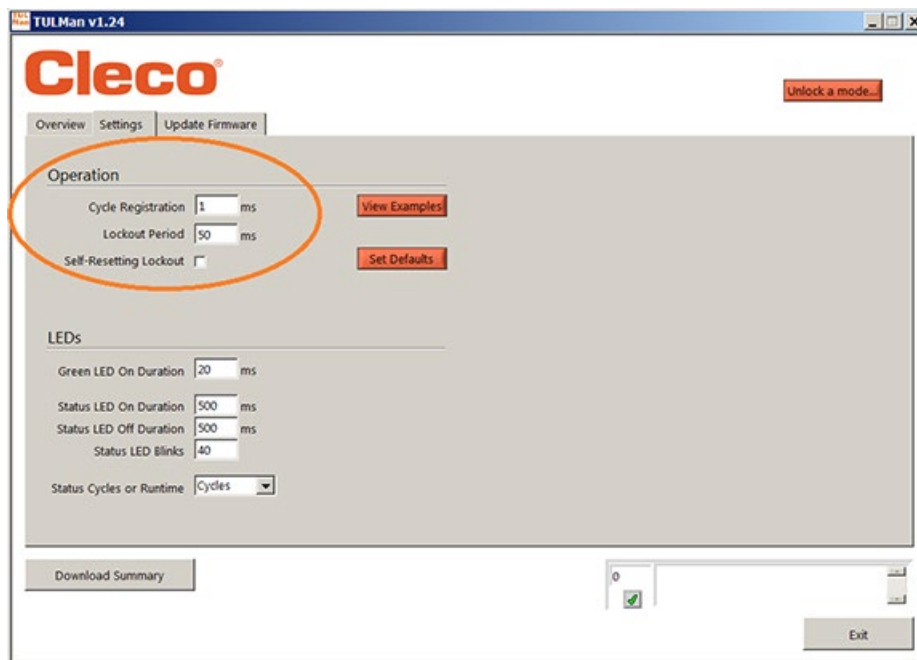 TUL Man TULMan v1.24
Cleco®
Unlock a mode...
Overview Settings Update Firmware
Operation
Cycle Registration 1 ms View Examples
Lockout Period 50 ms
Self-Resetting Lockout Set Defaults
LEDs
Green LED On Duration 20 ms
Status LED On Duration 500 ms
Status LED Off Duration 500 ms
Status LED Blinks 40
Status Cycles or Runtime Cycles
Download Summary 0
Exit